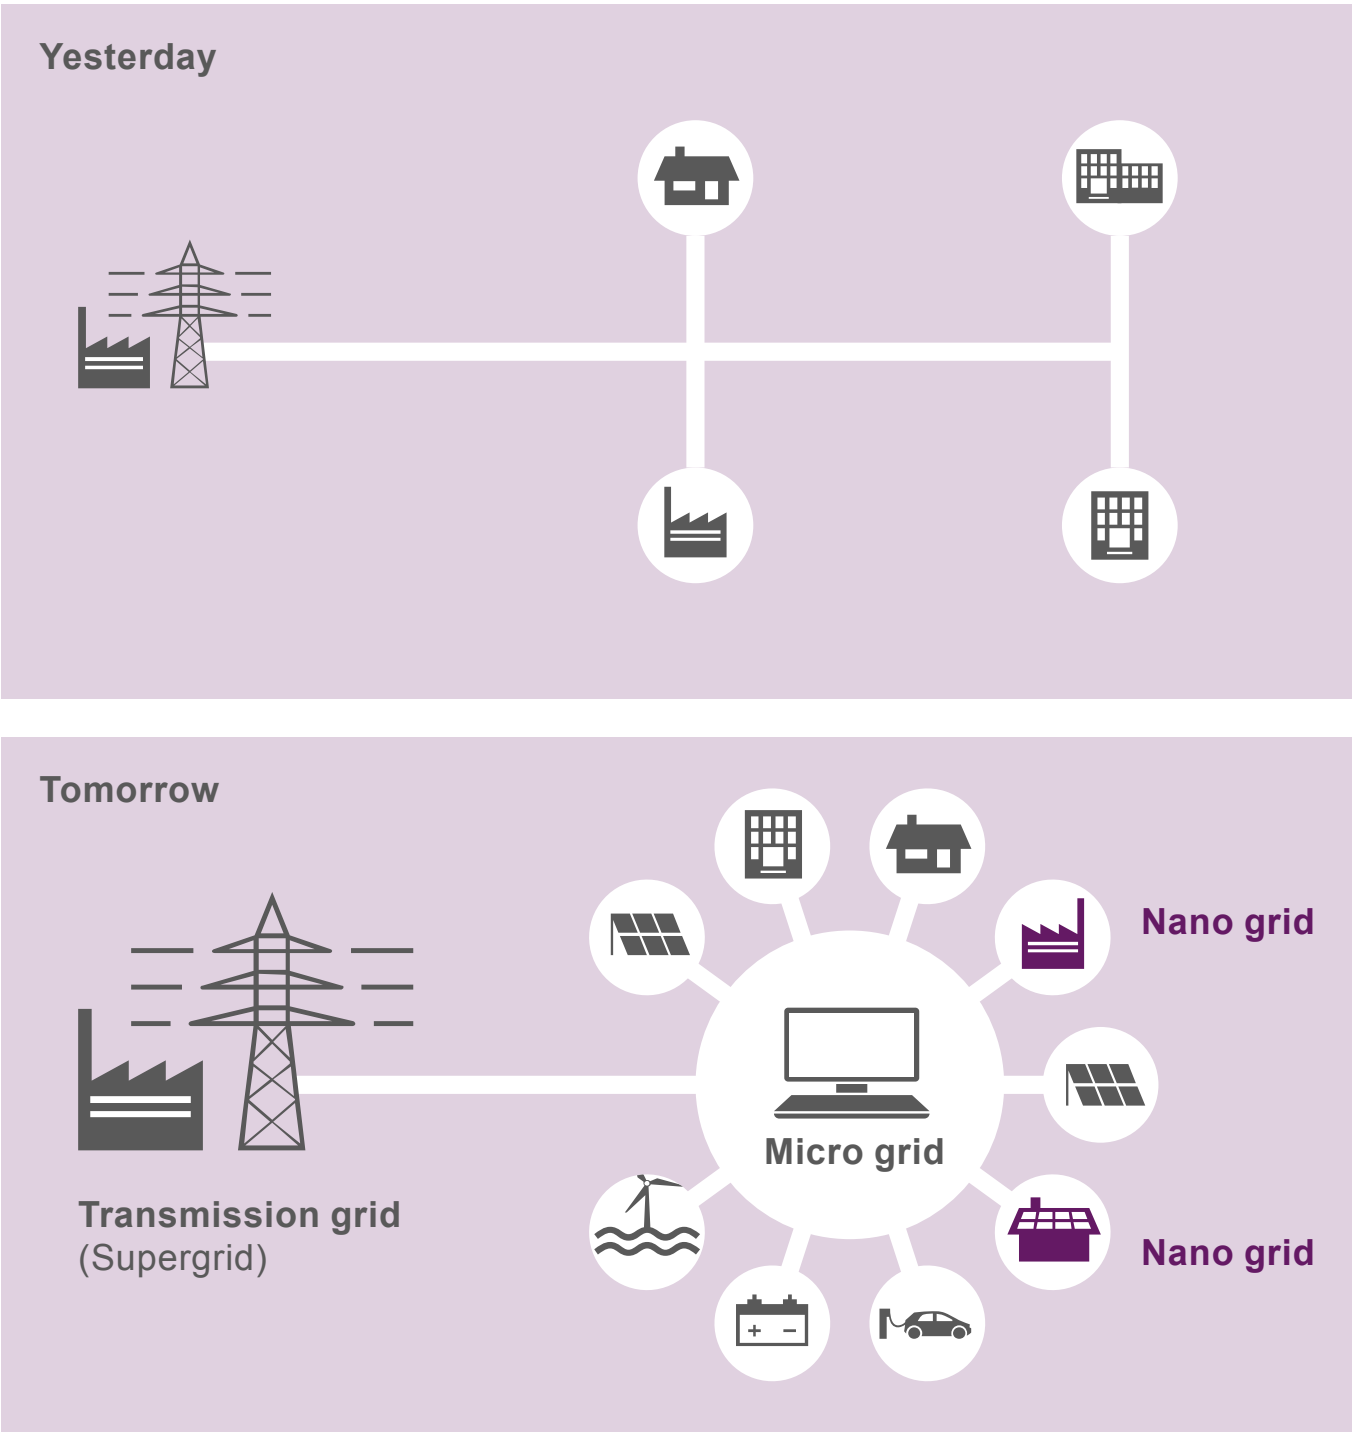 Yesterday
Tomorrow
Nano grid
Micro grid
Transmission grid
(Supergrid)
Nano grid